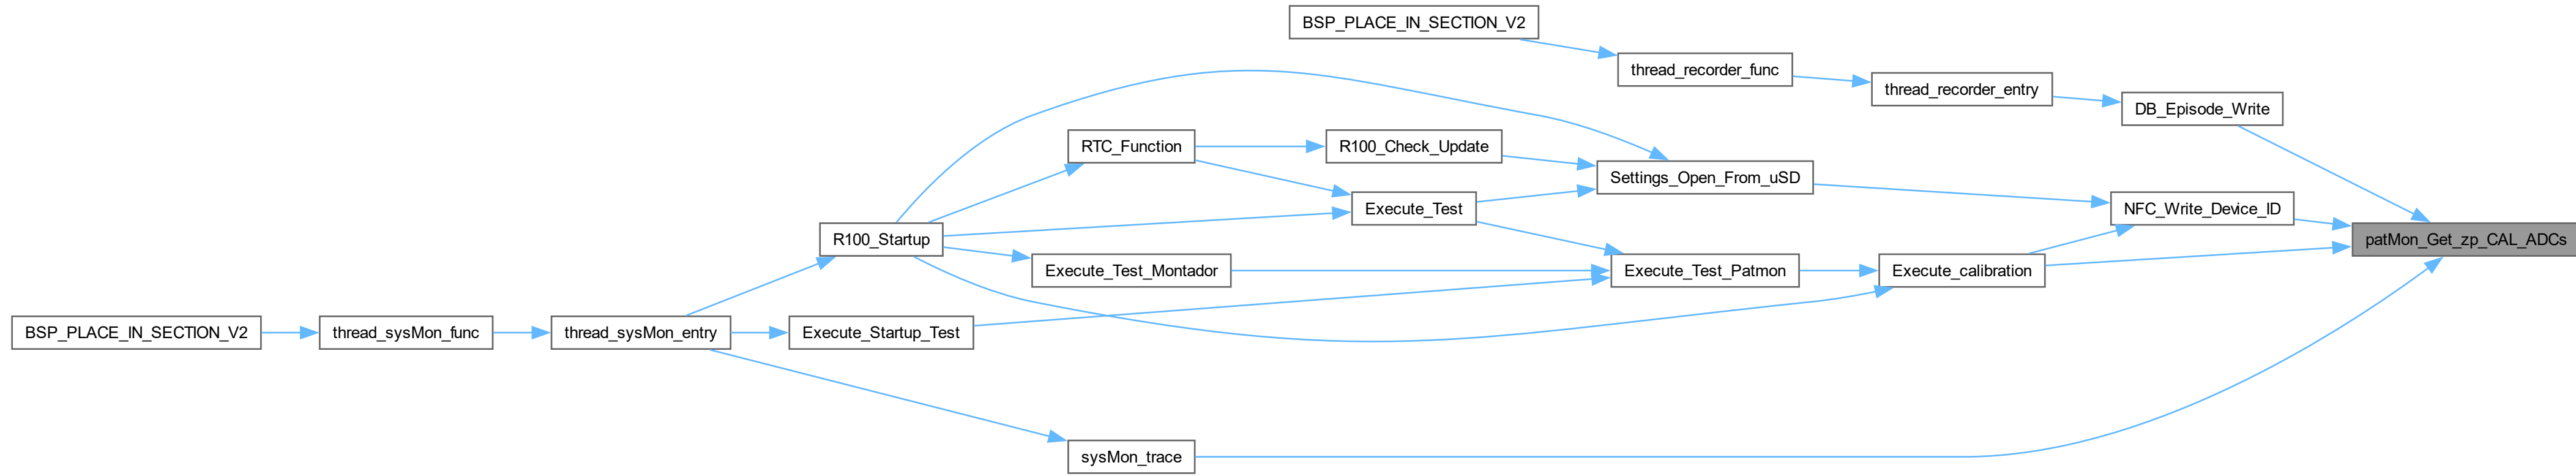 BSP_PLACE_IN_SECTION_V2
thread_recorder_func
thread_recorder_entry
DB_Episode_Write
RTC_Function
R100_Check_Update
Settings_Open_From_uSD
Execute_Test
NFC_Write_Device_ID
R100_Startup
patMon_Get_zp_CAL_ADCs
Execute_Test_Montador
Execute_Test_Patmon
Execute_calibration
BSP_PLACE_IN_SECTION_V2
thread_sysMon_func
thread_sysMon_entry
Execute_Startup_Test
sysMon_trace